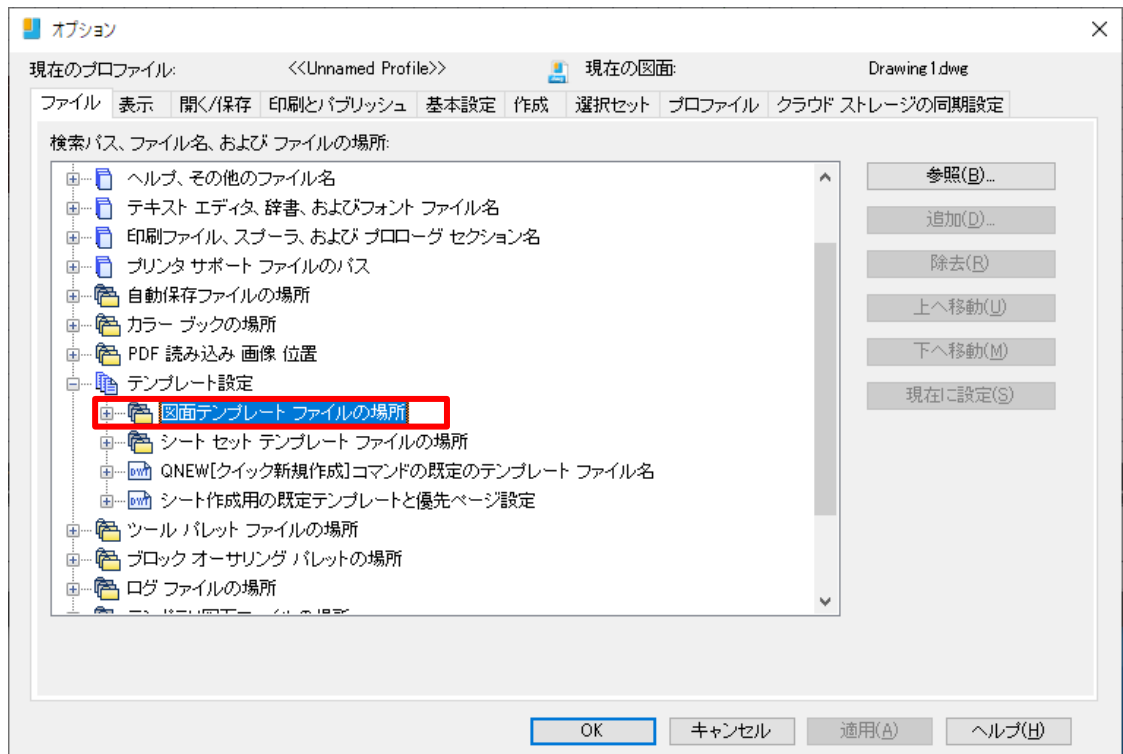 オプション
現在のプロファイル: <<Unnamed Profile>> 現在の図面: Drawing1.dwg
ファイル 表示 開く/保存 印刷とパブリッシュ 基本設定 作成 選択セット プロファイル クラウド ストレージの同期設定
検索パス、ファイル名、および ファイルの場所:
ヘルプ、その他のファイル名
テキスト エディタ、辞書、およびフォント ファイル名
印刷ファイル、スプーラ、および プロローグ セクション名
プリンタ サポート ファイルのパス
自動保存ファイルの場所
カラー ブックの場所
PDF 読み込み 画像 位置
テンプレート設定
図面テンプレート ファイルの場所
シート セット テンプレート ファイルの場所
QNEW[クイック新規作成]コマンドの既定のテンプレート ファイル名
シート作成用の既定テンプレートと優先ページ設定
ツール パレット ファイルの場所
ブロック オーサリング パレットの場所
ログ ファイルの場所
参照(B)...
追加(D)...
除去(R)
上へ移動(U)
下へ移動(M)
現在に設定(S)
OK キャンセル 適用(A) ヘルプ(H)